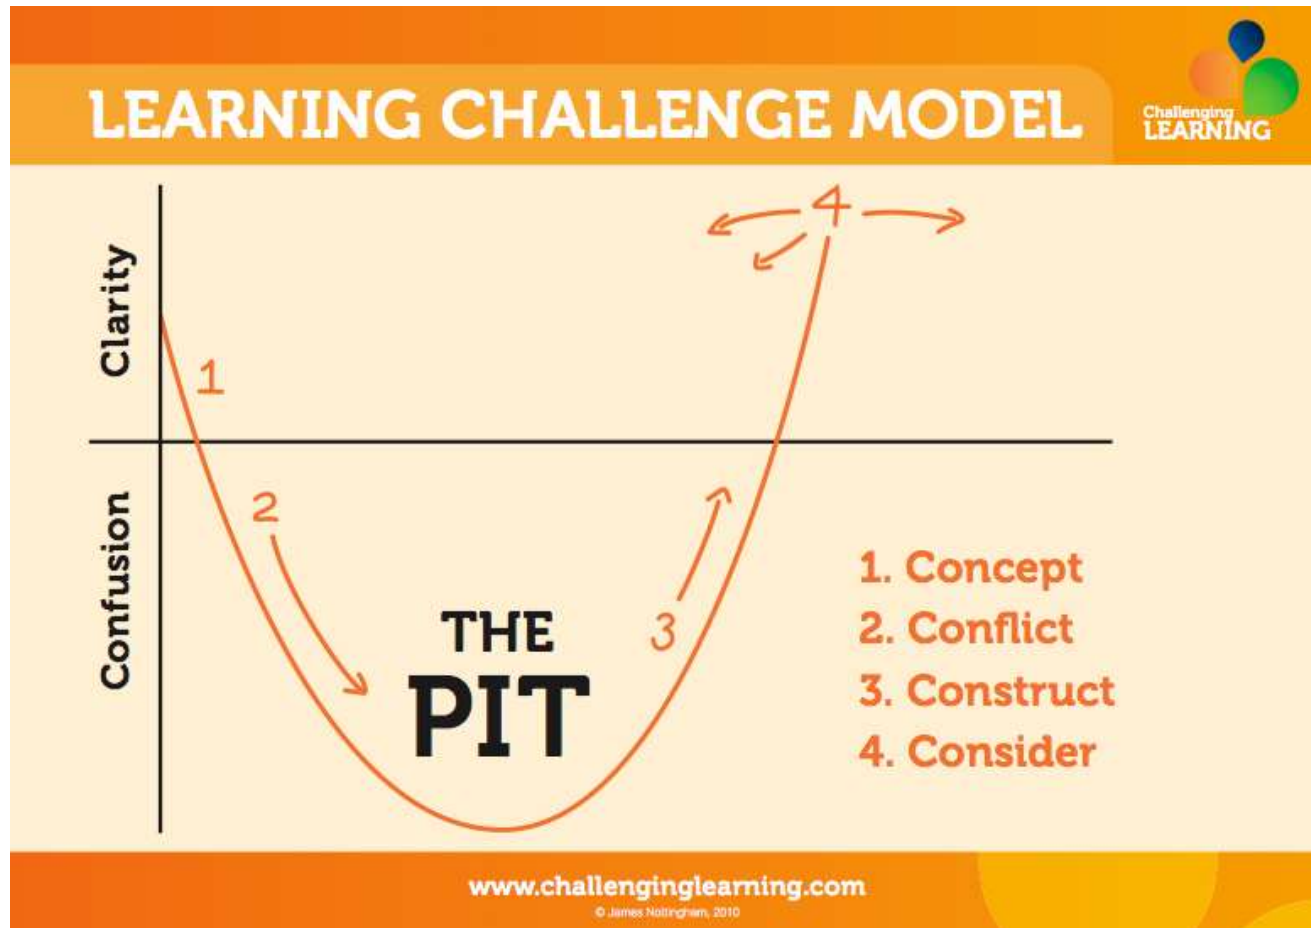 LEARNING CHALLENGE MODEL
Challenging
LEARNING
Clarity
Confusion
1
2
3
4
THE
PIT
1. Concept
2. Conflict
3. Construct
4. Consider
www.challenginglearning.com
© James Nottingham, 2010